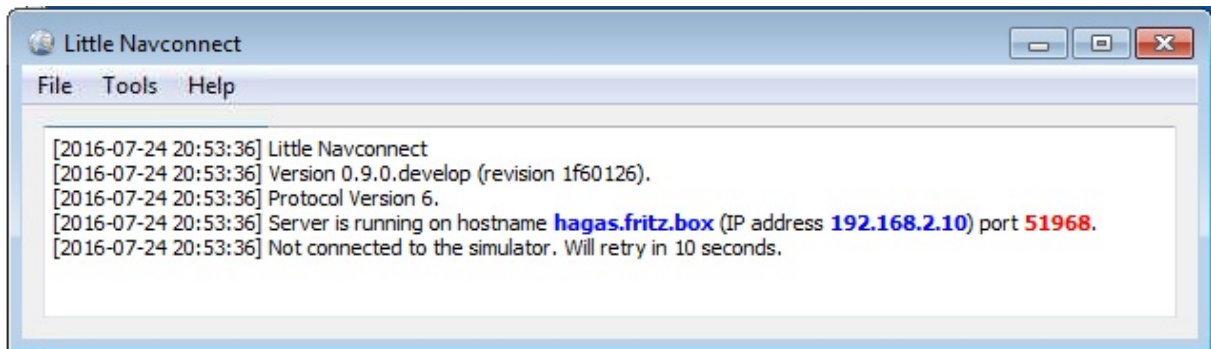 Little Navconnect
File Tools Help
[2016-07-24 20:53:36] Little Navconnect
[2016-07-24 20:53:36] Version 0.9.0.develop (revision 1f60126).
[2016-07-24 20:53:36] Protocol Version 6.
[2016-07-24 20:53:36] Server is running on hostname hagas.fritz.box (IP address 192.168.2.10) port 51968.
[2016-07-24 20:53:36] Not connected to the simulator. Will retry in 10 seconds.